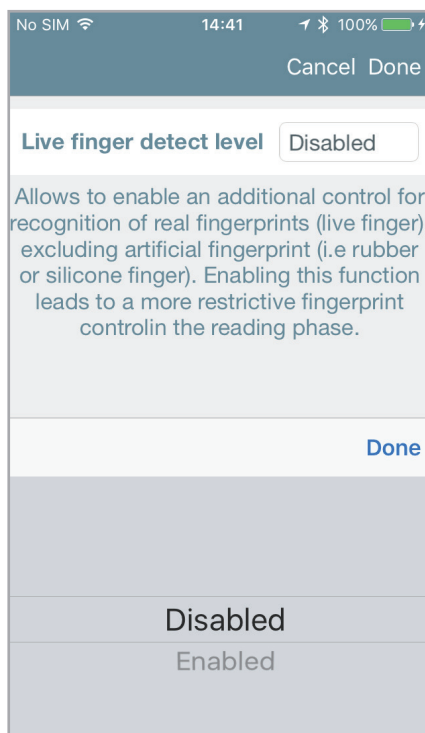 No SIM 14:41 100%
Cancel Done
Live finger detect level Disabled
Allows to enable an additional control for
recognition of real fingerprints (live finger)
excluding artificial fingerprint (i.e rubber
or silicone finger). Enabling this function
leads to a more restrictive fingerprint
controlin the reading phase.
Done
Disabled
Enabled